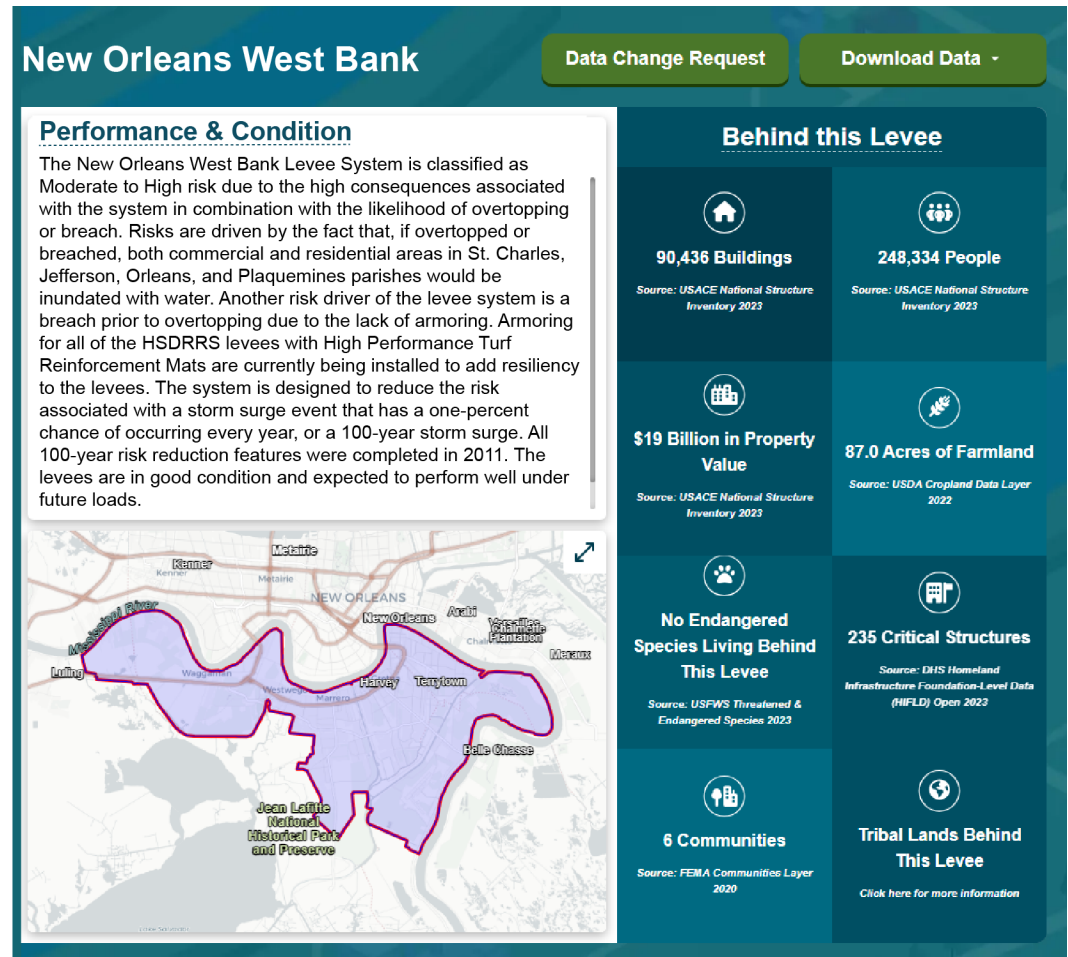 New Orleans West Bank
Data Change Request
Download Data
Performance & Condition
The New Orleans West Bank Levee System is classified as
Moderate to High risk due to the high consequences associated
with the system in combination with the likelihood of overtopping
or breach. Risks are driven by the fact that, if overtopped or
breached, both commercial and residential areas in St. Charles,
Jefferson, Orleans, and Plaquemines parishes would be
inundated with water. Another risk driver of the levee system is a
breach prior to overtopping due to the lack of armoring. Armoring
for all of the HSDRRS levees with High Performance Turf
Reinforcement Mats are currently being installed to add resiliency
to the levees. The system is designed to reduce the risk
associated with a storm surge event that has a one-percent
chance of occurring every year, or a 100-year storm surge. All
100-year risk reduction features were completed in 2011. The
levees are in good condition and expected to perform well under
future loads.
Metairie
Kenner
Kenner
Metairie
NEW ORLEANS
Mississippi River
New Orleans
Arabi
Versailles
Chalmette
Plantation
Meraux
Luling
Waggaman
Westwego
Marrero
Harvey
Terrytown
Belle Chasse
Jean Lafitte
National
Historical Park
and Preserve
Behind this Levee
90,436 Buildings
Source: USACE National Structure
Inventory 2023
248,334 People
Source: USACE National Structure
Inventory 2023
$19 Billion in Property
Value
Source: USACE National Structure
Inventory 2023
87.0 Acres of Farmland
Source: USDA Cropland Data Layer
2022
No Endangered
Species Living Behind
This Levee
Source: USFWS Threatened &
Endangered Species 2023
235 Critical Structures
Source: DHS Homeland
Infrastructure Foundation-Level Data
(HIFLD) Open 2023
6 Communities
Source: FEMA Communities Layer
2020
Tribal Lands Behind
This Levee
Click here for more information